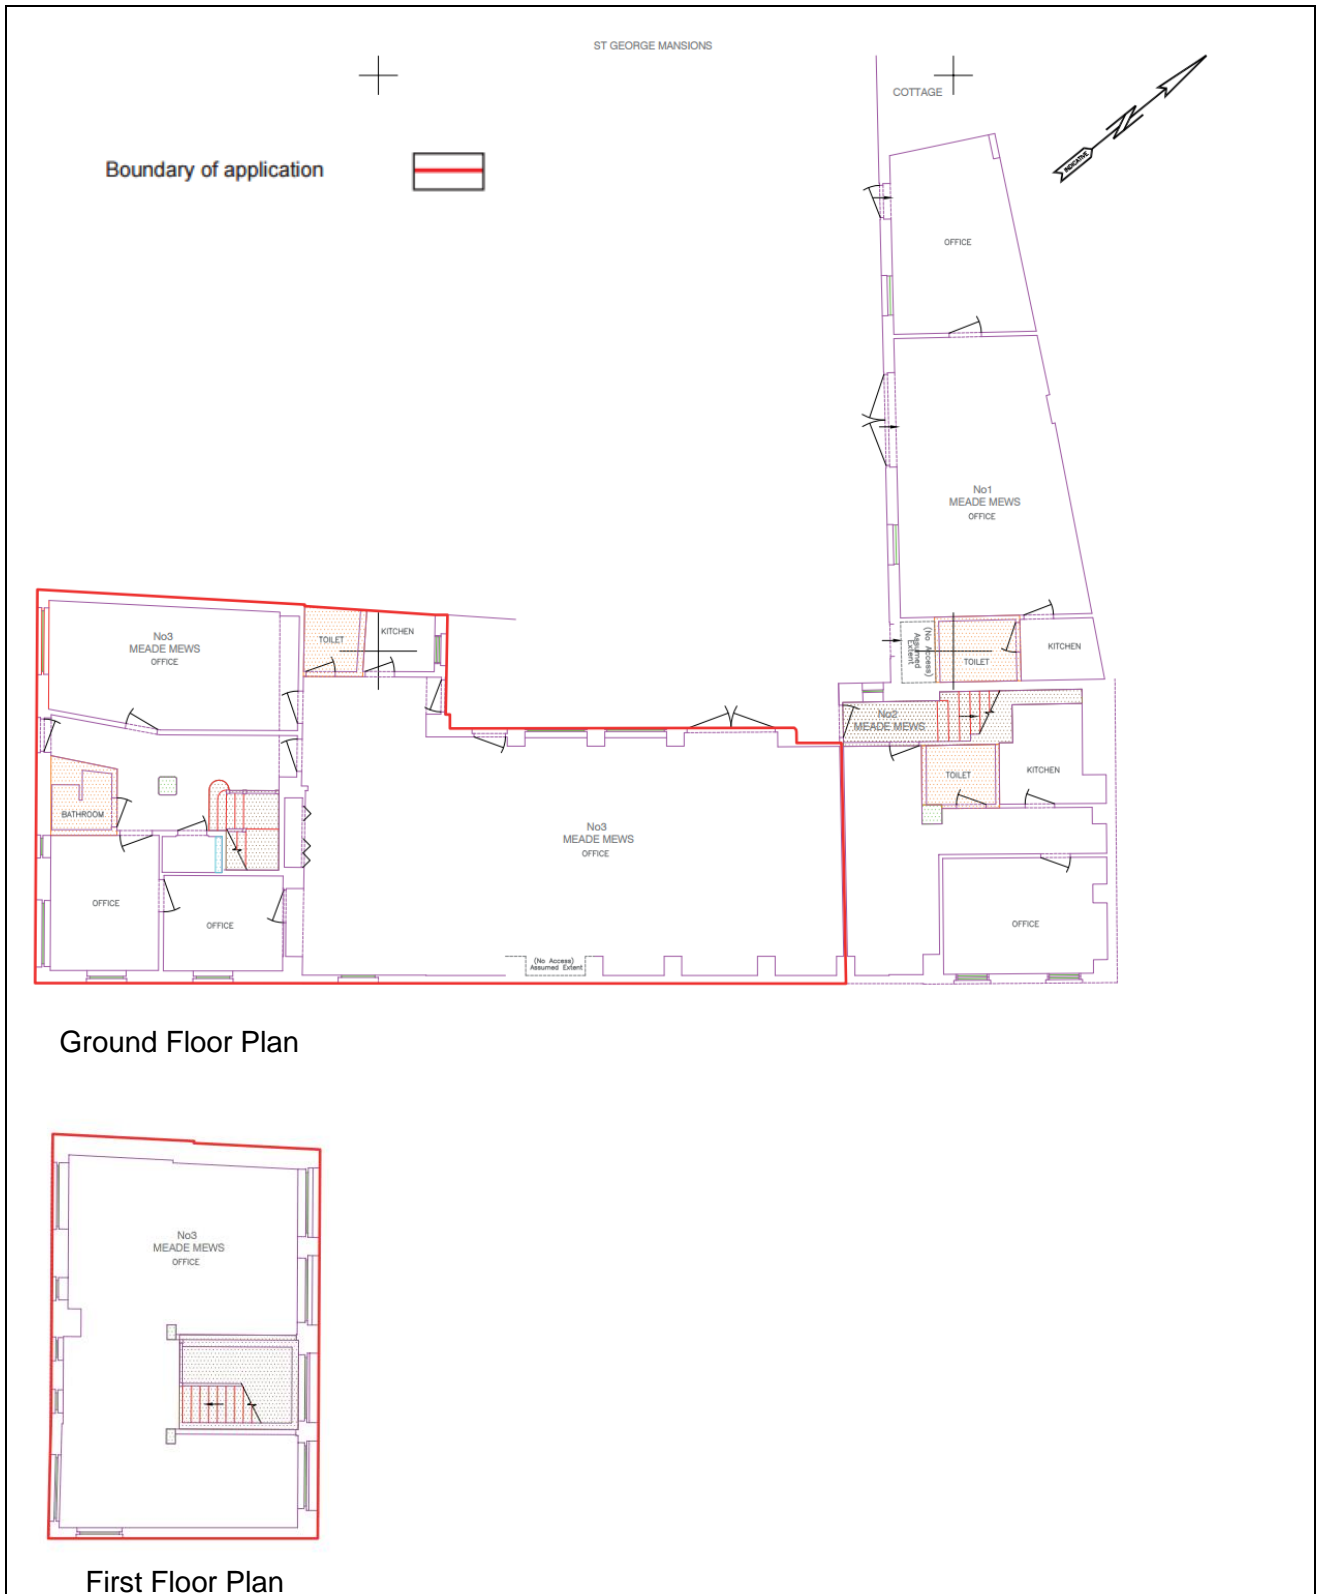 ST GEORGE MANSIONS
COTTAGE
INDICATIVE
N
Boundary of application
OFFICE
No1
MEADE MEWS
OFFICE
(No Access)
Assumed
Extent
TOILET
KITCHEN
No3
MEADE MEWS
OFFICE
TOILET
KITCHEN
No2
MEADE MEWS
TOILET
KITCHEN
BATHROOM
No3
MEADE MEWS
OFFICE
OFFICE
OFFICE
OFFICE
(No Access)
Assumed Extent
Ground Floor Plan
No3
MEADE MEWS
OFFICE
First Floor Plan